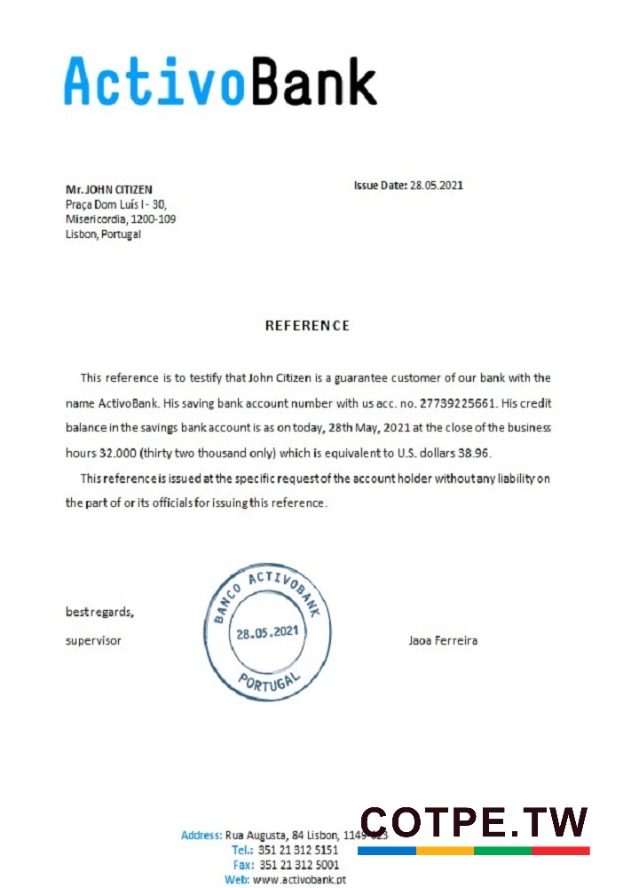 ActivoBank
Mr. JOHN CITIZEN
Issue Date: 28.05.2021
Praça Dom Luís I - 30,
Misericordia, 1200-109
Lisbon, Portugal
REFERENCE
This reference is to testify that John Citizen is a guarantee customer of our bank with the
name ActivoBank. His saving bank account number with us acc. no. 27739225661. His credit
balance in the savings bank account is as on today, 28th May, 2021 at the close of the business
hours 32.000 (thirty two thousand only) which is equivalent to U.S. dollars 38.96.
This reference is issued at the specific request of the account holder without any liability on
the part of or its officials for issuing this reference.
BANCO ACTIVOBANK
28.05.2021
PORTUGAL
best regards,
supervisor
Jaoa Ferreira
COTPE.TW
Address: Rua Augusta, 84 Lisbon,
Tel.: 351 21 312 5151
Fax: 351 21 312 5001
Web: www.activobank.pt